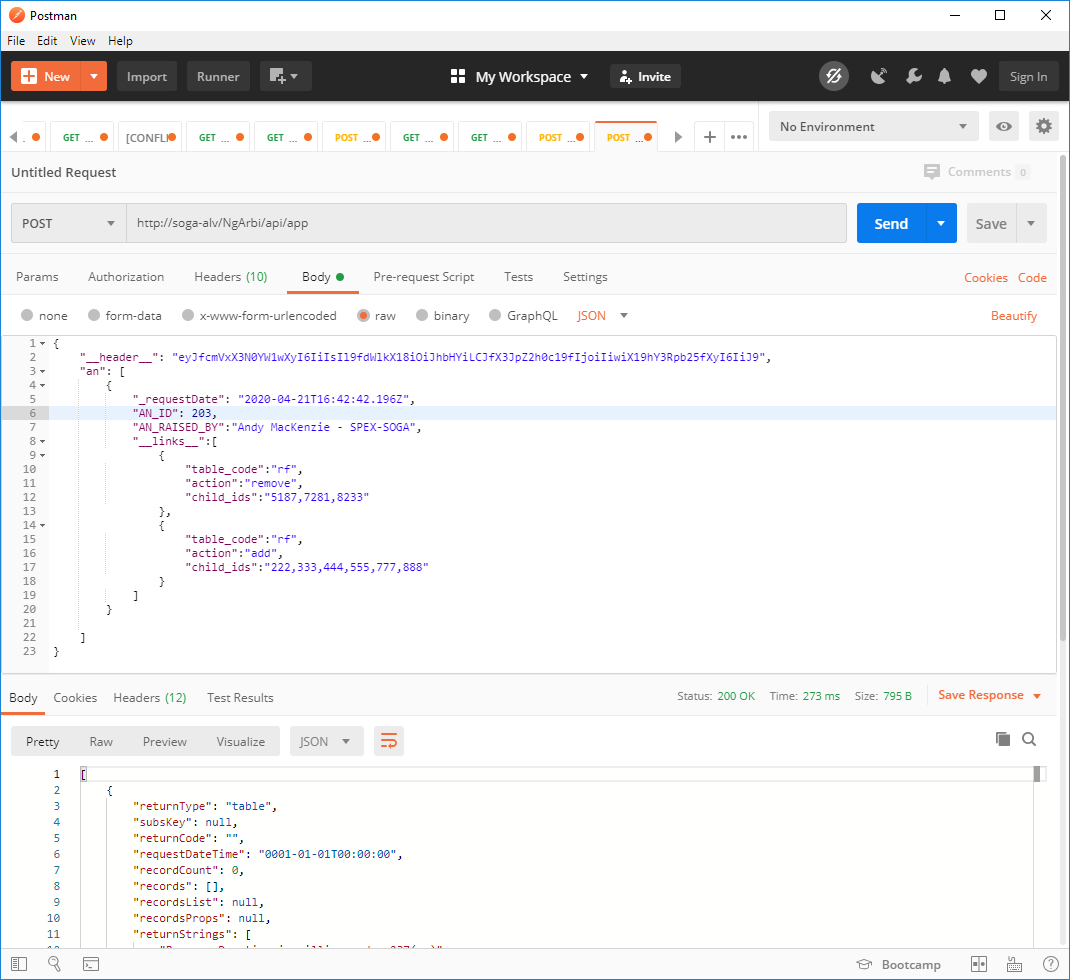 Postman
File Edit View Help
New Import Runner My Workspace Invite Sign In
. GET ... [CONFLI GET ... GET ... POST ... GET ... GET ... POST ... POST ... No Environment
Untitled Request Comments 0
POST http://soga-alv/NgArbi/api/app Send Save
Params Authorization Headers (10) Body Pre-request Script Tests Settings Cookies Code
none form-data x-www-form-urlencoded raw binary GraphQL JSON Beautify
1 {
2 "__header__": "eyJfcmVxX3N0YW1wXyI6IiIsIl9fdWlkX18iOiJhbHYiLCJfX3JpZ2h0c19fIjoiIiwiX19hY3Rpb25fXyI6IiJ9",
3 "an": [
4 {
5 "_requestDate": "2020-04-21T16:42:42.196Z",
6 "AN_ID": 203,
7 "AN_RAISED_BY":"Andy MacKenzie - SPEX-SOGA",
8 "__links__":[
9 {
10 "table_code":"rf",
11 "action":"remove",
12 "child_ids":"5187,7281,8233"
13 },
14 {
15 "table_code":"rf",
16 "action":"add",
17 "child_ids":"222,333,444,555,777,888"
18 }
19 ]
20 }
21
22 ]
23 }
Body Cookies Headers (12) Test Results Status: 200 OK Time: 273 ms Size: 795 B Save Response
Pretty Raw Preview Visualize JSON
1 [
2 {
3 "returnType": "table",
4 "subsKey": null,
5 "returnCode": "",
6 "requestDateTime": "0001-01-01T00:00:00",
7 "recordCount": 0,
8 "records": [],
9 "recordsList": null,
10 "recordsProps": null,
11 "returnStrings": [
Bootcamp